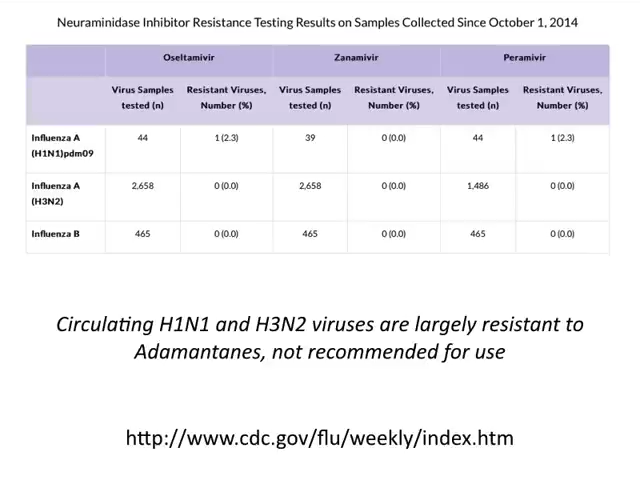 Neuraminidase Inhibitor Resistance Testing Results on Samples Collected Since October 1, 2014
Oseltamivir Zanamivir Peramivir
Virus Samples tested (n) Resistant Viruses, Number (%) Virus Samples tested (n) Resistant Viruses, Number (%) Virus Samples tested (n) Resistant Viruses, Number (%)
Influenza A (H1N1)pdm09 44 1 (2.3) 39 0 (0.0) 44 1 (2.3)
Influenza A (H3N2) 2,658 0 (0.0) 2,658 0 (0.0) 1,486 0 (0.0)
Influenza B 465 0 (0.0) 465 0 (0.0) 465 0 (0.0)
Circulating H1N1 and H3N2 viruses are largely resistant to
Adamantanes, not recommended for use
http://www.cdc.gov/flu/weekly/index.htm